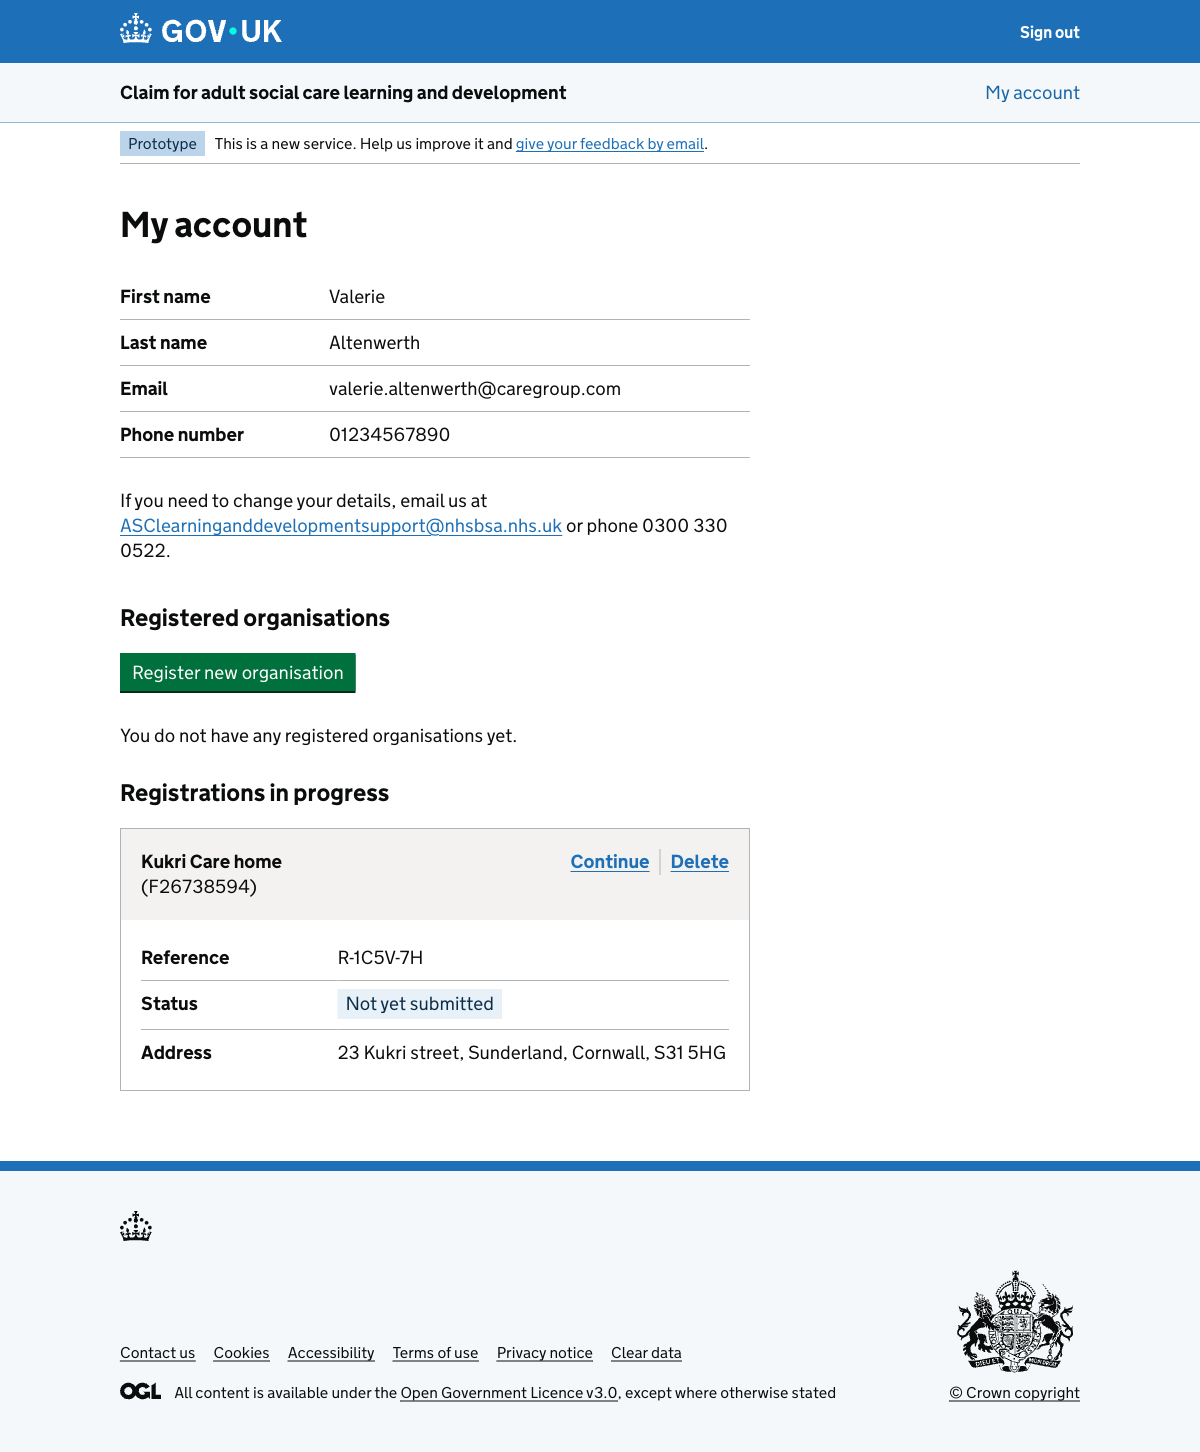 GOV·UK
Sign out
Claim for adult social care learning and development
My account
Prototype
This is a new service. Help us improve it and give your feedback by email.
My account
First name
Valerie
Last name
Altenwerth
Email
valerie.altenwerth@caregroup.com
Phone number
01234567890
If you need to change your details, email us at
ASClearninganddevelopmentsupport@nhsbsa.nhs.uk or phone 0300 330
0522.
Registered organisations
Register new organisation
You do not have any registered organisations yet.
Registrations in progress
Kukri Care home
(F26738594)
Continue
Delete
Reference
R-1C5V-7H
Status
Not yet submitted
Address
23 Kukri street, Sunderland, Cornwall, S31 5HG
Contact us
Cookies
Accessibility
Terms of use
Privacy notice
Clear data
OGL
All content is available under the Open Government Licence v3.0, except where otherwise stated
© Crown copyright